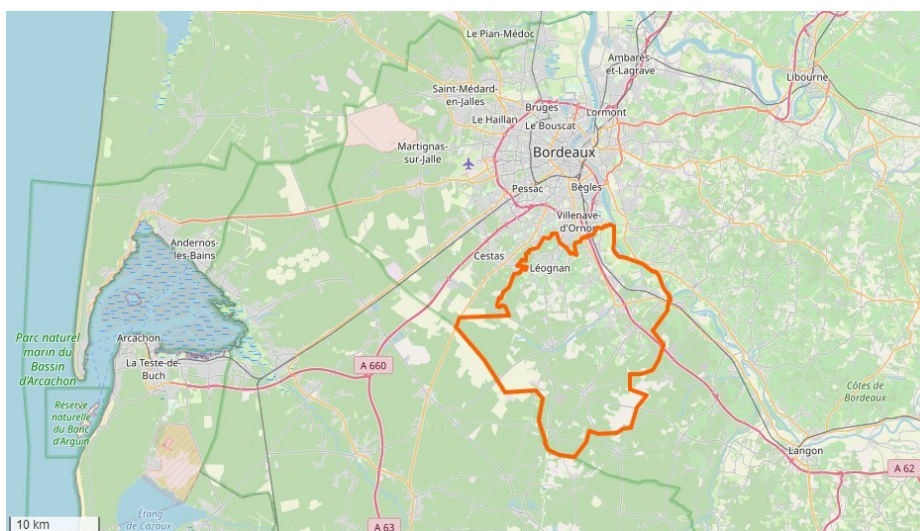 Le Pian-Médoc
Ambarès-
et-Lagrave
Libourne
Saint-Médard
-en-Jalles
Bruges
Lormont
Le Haillan
Le Bouscat
Martignas-
sur-Jalle
Bordeaux
Pessac
Bègles
Villenave-
d'Ornon
Andernos-
les-Bains
Cestas
Léognan
Parc naturel
marin du
Bassin
d'Arcachon
Arcachon
La Teste-de-
Buch
A 660
Réserve
naturelle
du Banc
d'Arguin
Côtes de
Bordeaux
Langon
A 62
Étang
de Cazaux
10 km
A 63